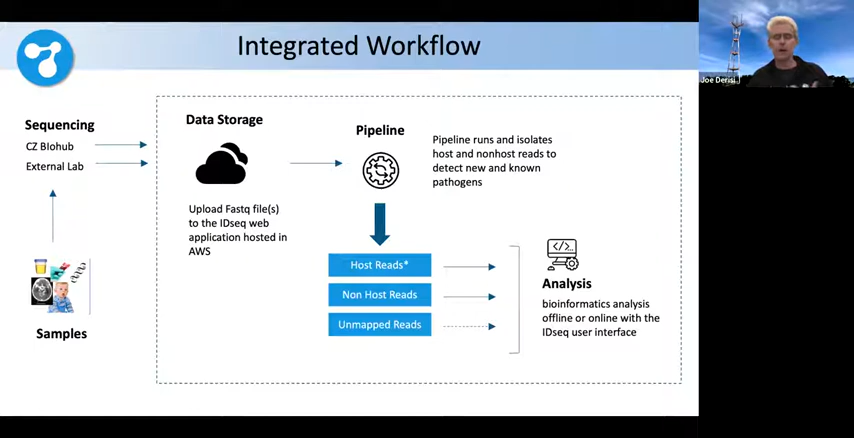 Integrated Workflow
Joe Derisi
Sequencing
CZ BIohub
External Lab
Samples
Data Storage
Upload Fastq file(s)
to the IDseq web
application hosted in
AWS
Pipeline
Pipeline runs and isolates
host and nonhost reads to
detect new and known
pathogens
Host Reads*
Non Host Reads
Unmapped Reads
</...>
Analysis
bioinformatics analysis
offline or online with the
IDseq user interface